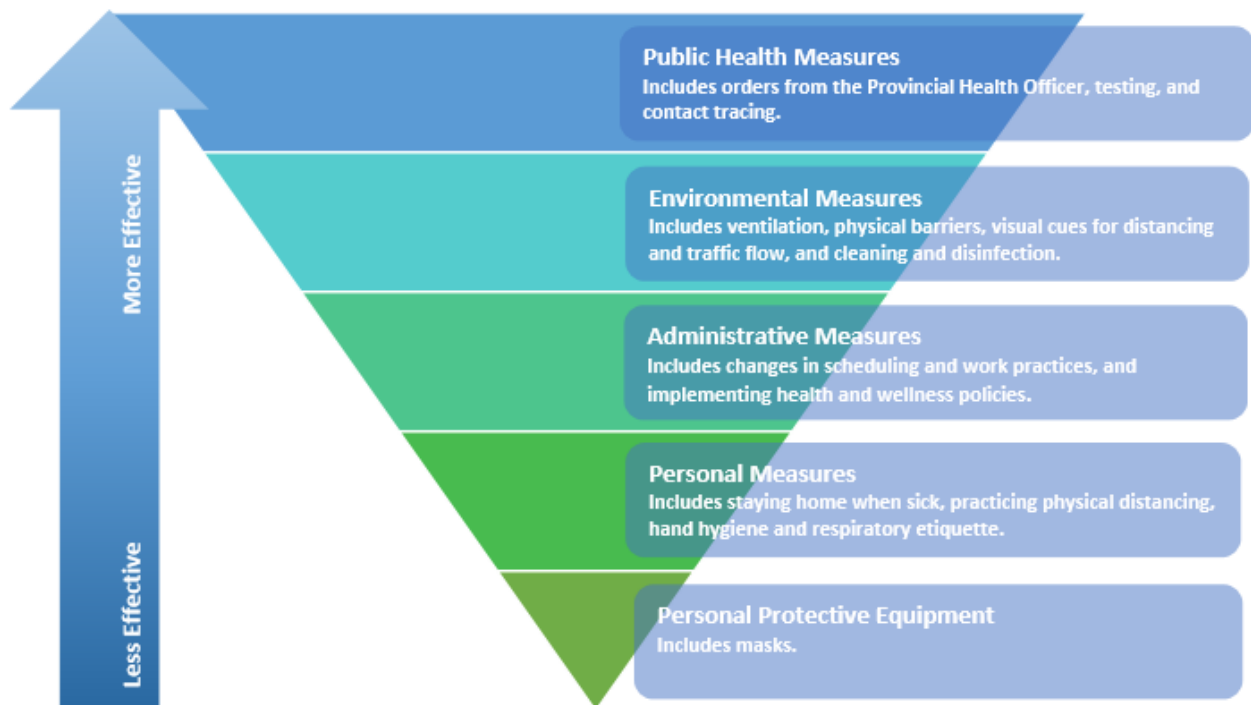 More Effective
Less Effective
Public Health Measures
Includes orders from the Provincial Health Officer, testing, and
contact tracing.
Environmental Measures
Includes ventilation, physical barriers, visual cues for distancing
and traffic flow, and cleaning and disinfection.
Administrative Measures
Includes changes in scheduling and work practices, and
implementing health and wellness policies.
Personal Measures
Includes staying home when sick, practicing physical distancing,
hand hygiene and respiratory etiquette.
Personal Protective Equipment
Includes masks.